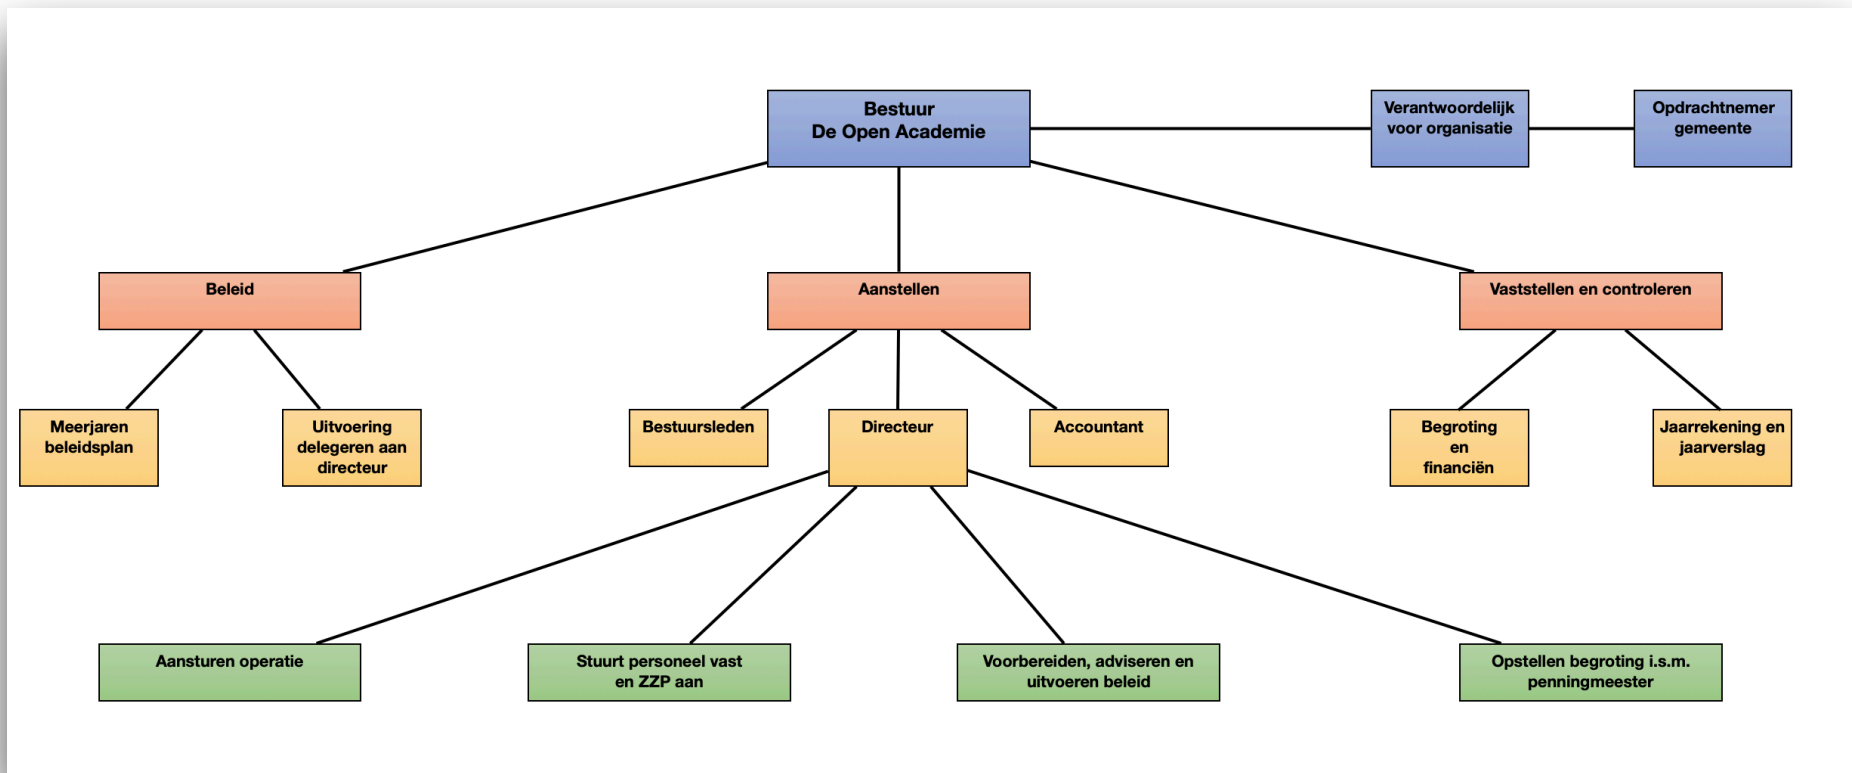 Bestuur
De Open Academie
Verantwoordelijk
voor organisatie
Opdrachtnemer
gemeente
Beleid
Aanstellen
Vaststellen en controleren
Meerjaren
beleidsplan
Uitvoering
delegeren aan
directeur
Bestuursleden
Directeur
Accountant
Begroting
en
financiën
Jaarrekening en
jaarverslag
Aansturen operatie
Stuurt personeel vast
en ZZP aan
Voorbereiden, adviseren en
uitvoeren beleid
Opstellen begroting i.s.m.
penningmeester